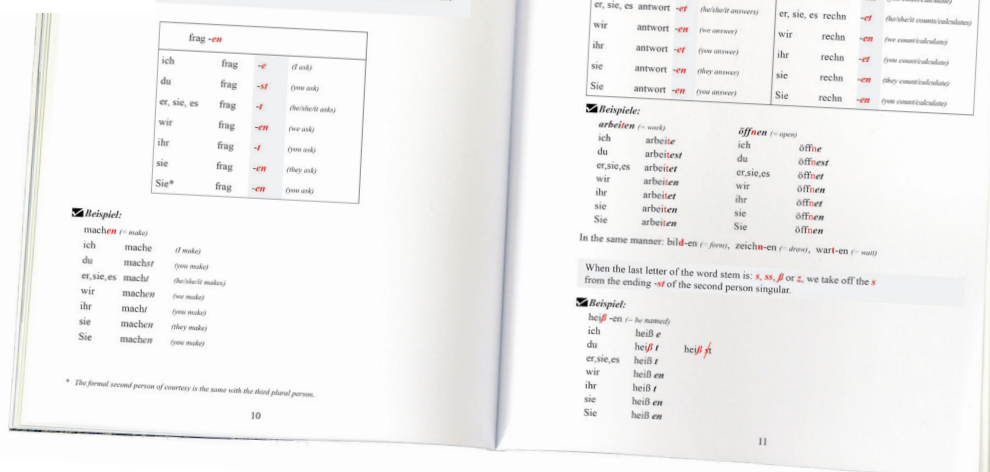 frag -en
ich frag -e (I ask)
du frag -st (you ask)
er, sie, es frag -t (he/she/it asks)
wir frag -en (we ask)
ihr frag -t (you ask)
sie frag -en (they ask)
Sie* frag -en (you ask)
Beispiel:
machen (= make)
ich mache (I make)
du machst (you make)
er,sie,es macht (he/she/it makes)
wir machen (we make)
ihr macht (you make)
sie machen (they make)
Sie machen (you make)
* The formal second person of courtesy is the same with the third plural person.
10
er, sie, es antwort -et (he/she/it answers)
wir antwort -en (we answer)
ihr antwort -et (you answer)
sie antwort -en (they answer)
Sie antwort -en (you answer)
er, sie, es rechn -et (he/she/it counts/calculates)
wir rechn -en (we count/calculate)
ihr rechn -et (you count/calculate)
sie rechn -en (they count/calculate)
Sie rechn -en (you count/calculate)
Beispiele:
arbeiten (= work)
ich arbeite
du arbeitest
er,sie,es arbeitet
wir arbeiten
ihr arbeitet
sie arbeiten
Sie arbeiten
öffnen (= open)
ich öffne
du öffnest
er,sie,es öffnet
wir öffnen
ihr öffnet
sie öffnen
Sie öffnen
In the same manner: bild-en (= form), zeichn-en (= draw), wart-en (= wait)
When the last letter of the word stem is: s, ss, ß or z, we take off the s
from the ending -st of the second person singular.
Beispiel:
heiß -en (= be named)
ich heiß e
du heiß t heiß st
er,sie,es heiß t
wir heiß en
ihr heiß t
sie heiß en
Sie heiß en
11